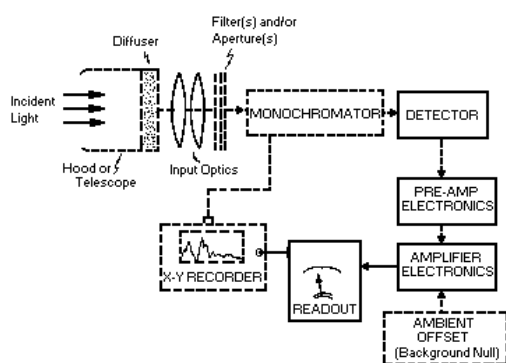 Filter(s) and/or
Aperture(s)
Diffuser
Incident
Light
MONOCHROMATOR
DETECTOR
Hood or
Telescope
Input Optics
PRE-AMP
ELECTRONICS
X-Y RECORDER
READOUT
AMPLIFIER
ELECTRONICS
AMBIENT
OFFSET
(Background Null)